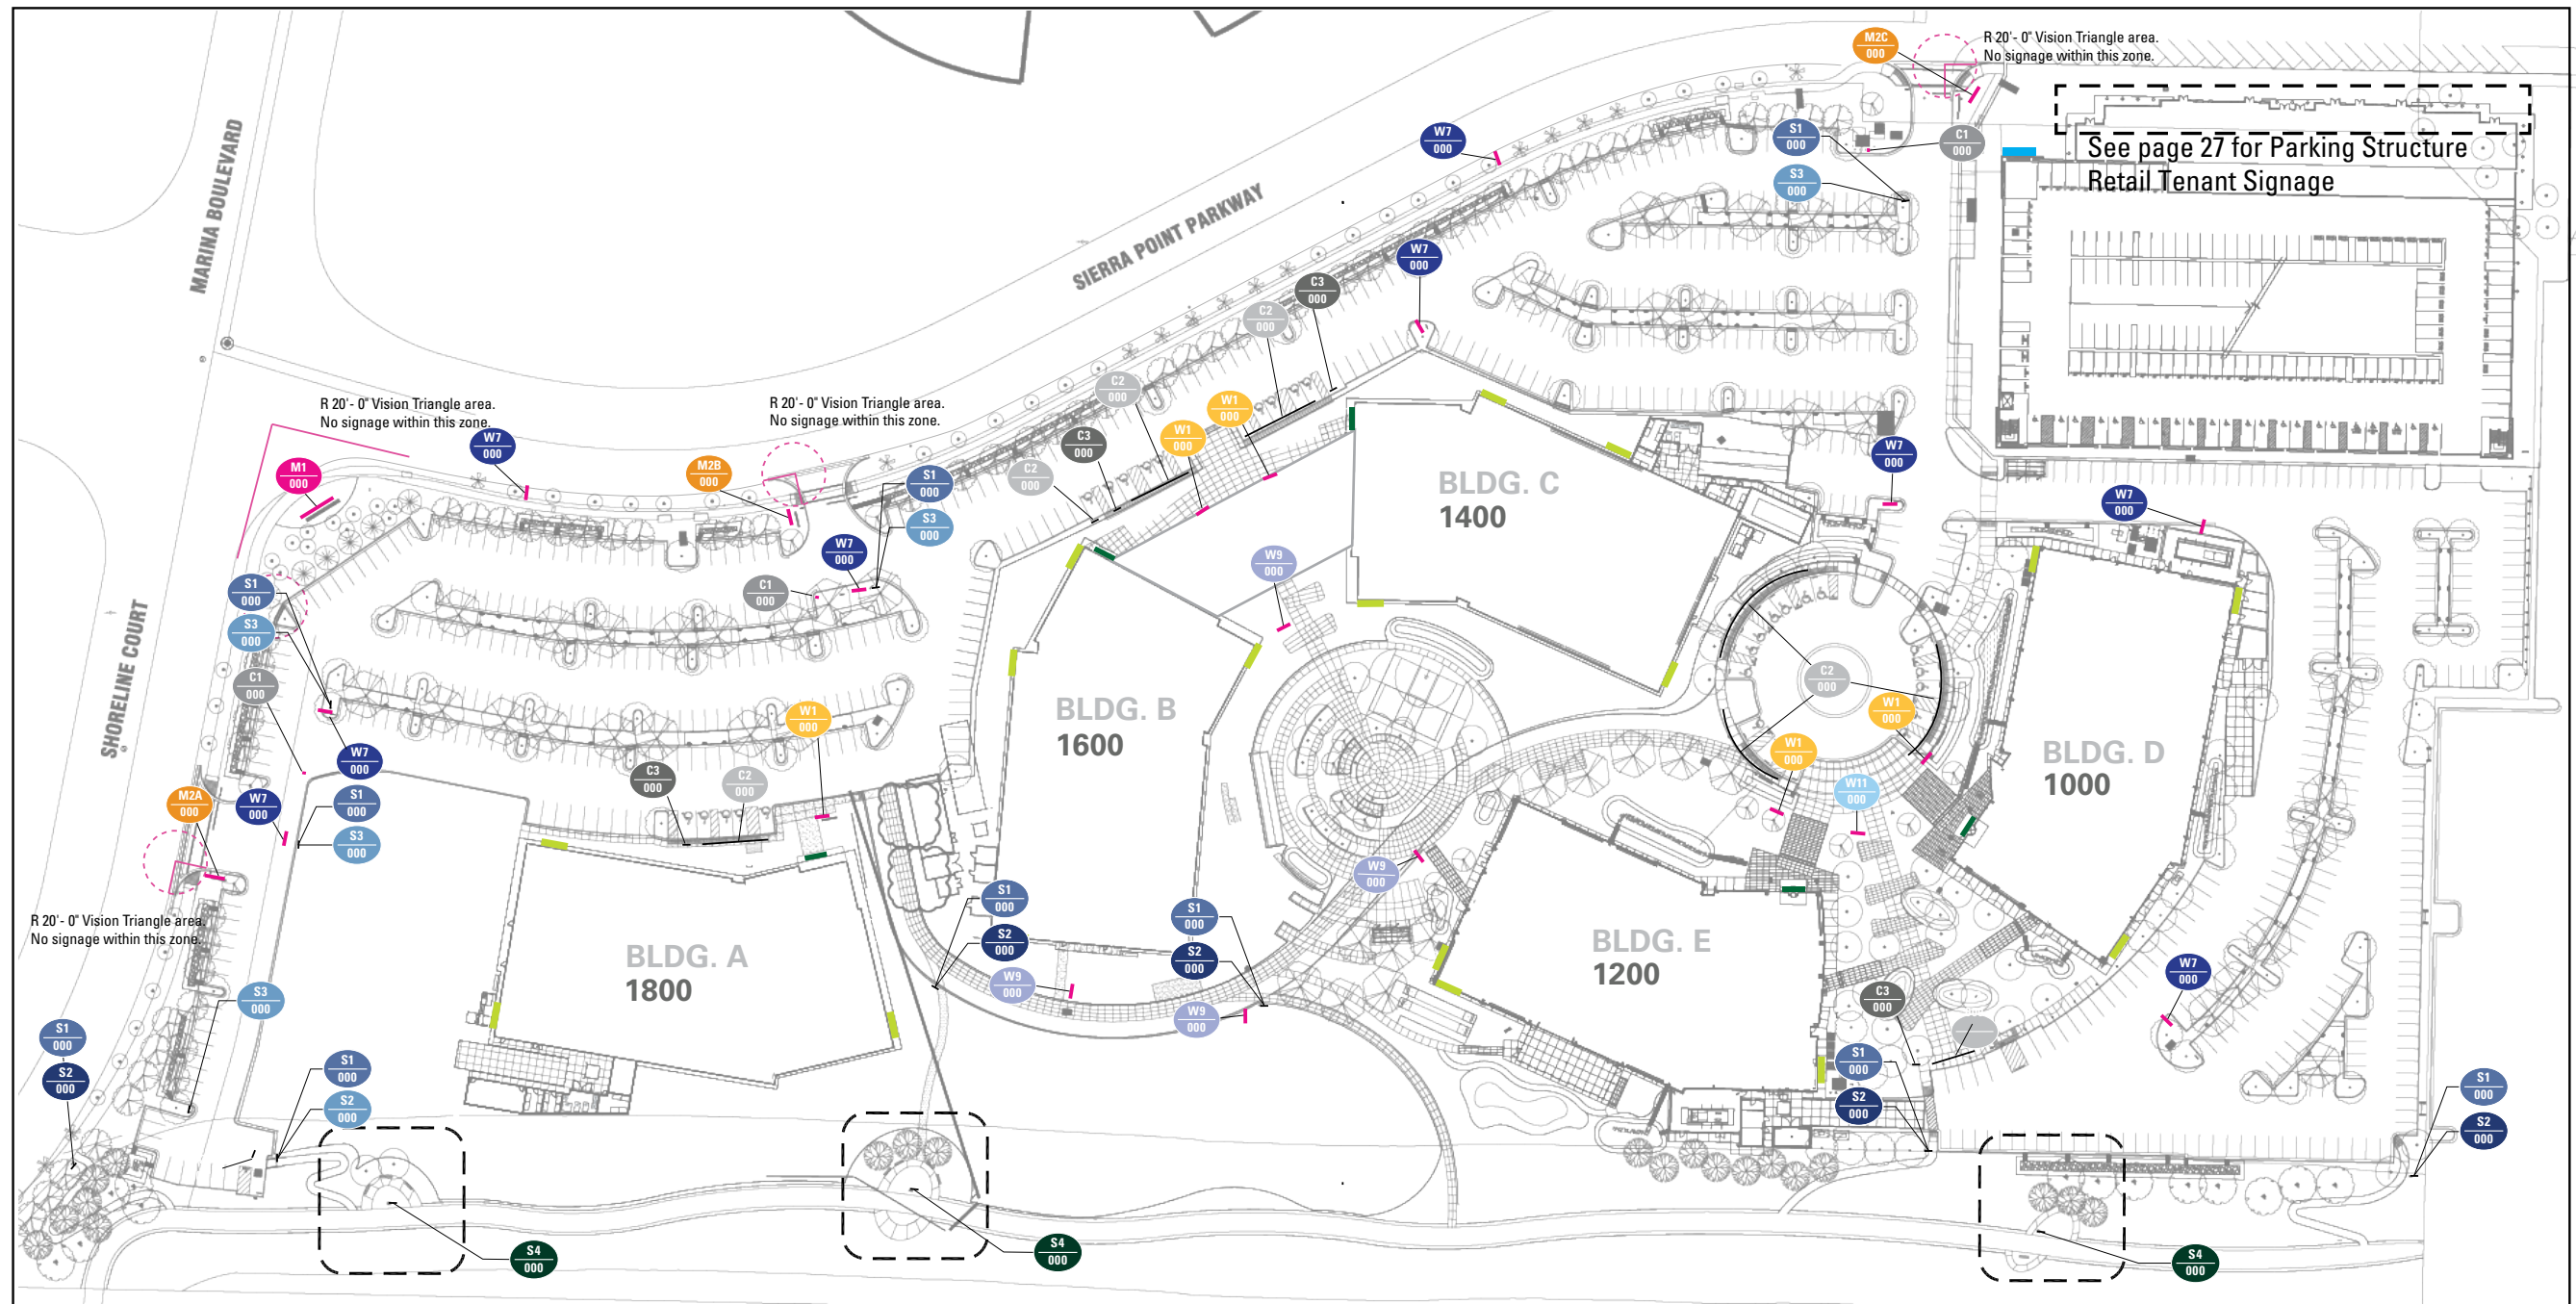 M2C
000
R 20'- 0" Vision Triangle area.
No signage within this zone.
MARINA BOULEVARD
SIERRA POINT PARKWAY
W7
000
S1
000
C1
000
S3
000
See page 27 for Parking Structure
Retail Tenant Signage
W7
000
C3
000
C2
000
C2
000
W1
000
W1
000
C3
000
C2
000
R 20'- 0" Vision Triangle area.
No signage within this zone.
R 20'- 0" Vision Triangle area.
No signage within this zone.
W7
000
M1
000
M2B
000
S1
000
S3
000
W7
000
C1
000
W9
000
BLDG. C
1400
W7
000
W7
000
SHORELINE COURT
S1
000
S3
000
C1
000
W7
000
S1
000
S3
000
M2A
000
W7
000
W1
000
C3
000
C2
000
BLDG. B
1600
C2
000
W1
000
W1
000
W11
000
BLDG. D
1000
R 20'- 0" Vision Triangle area.
No signage within this zone.
BLDG. A
1800
S1
000
S2
000
W9
000
S1
000
S2
000
W9
000
W9
000
BLDG. E
1200
C3
000
W7
000
S3
000
S1
000
S2
000
S1
000
S2
000
S1
000
S2
000
S1
000
S2
000
S4
000
S4
000
S4
000